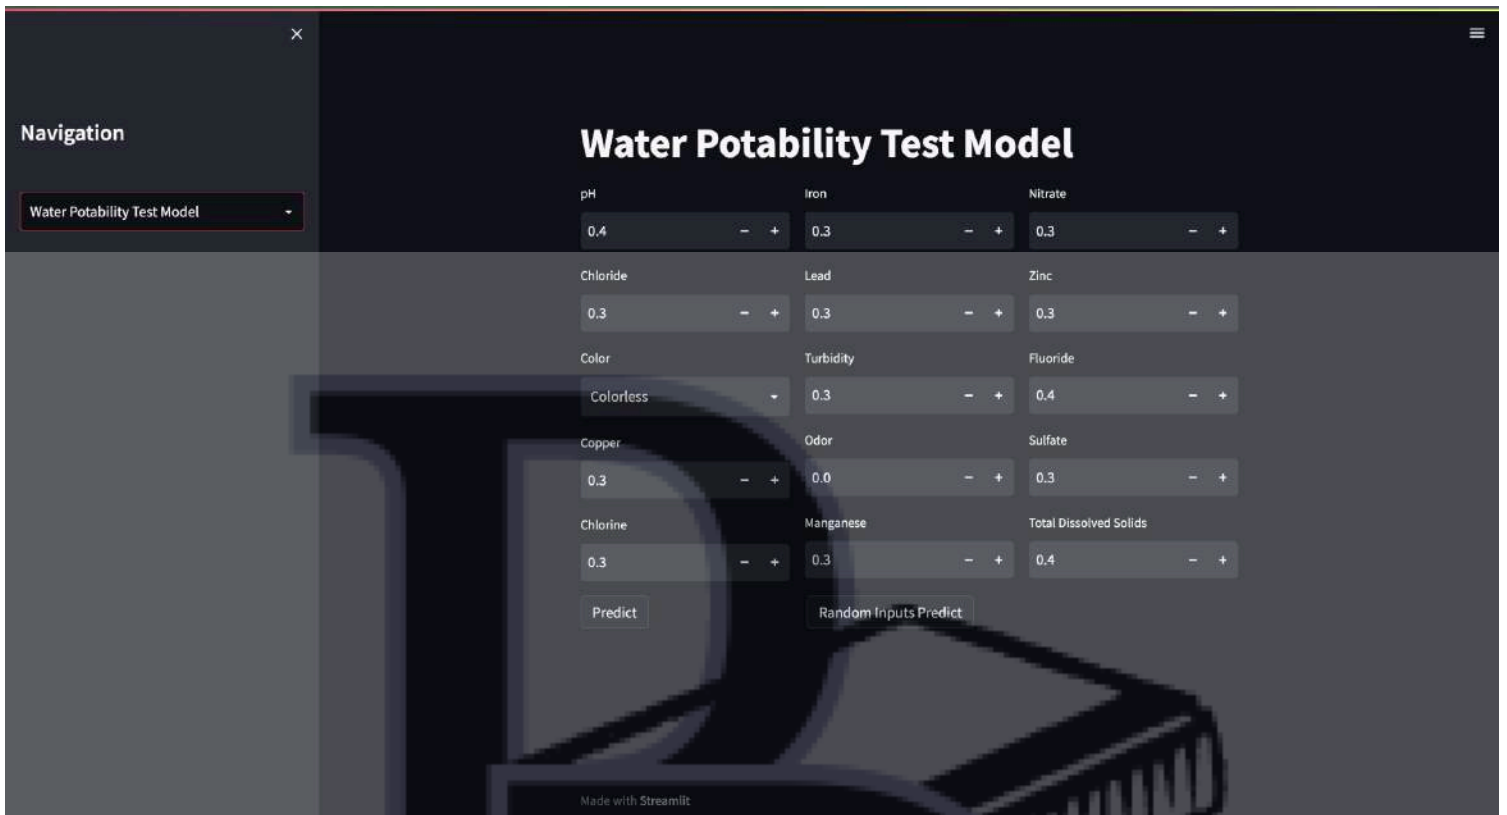 Navigation
Water Potability Test Model
Water Potability Test Model
pH Iron Nitrate
0.4 - + 0.3 - + 0.3 - +
Chloride Lead Zinc
0.3 - + 0.3 - + 0.3 - +
Color Turbidity Fluoride
Colorless 0.3 - + 0.4 - +
Copper Odor Sulfate
0.3 - + 0.0 - + 0.3 - +
Chlorine Manganese Total Dissolved Solids
0.3 - + 0.3 - + 0.4 - +
Predict Random Inputs Predict
Made with Streamlit